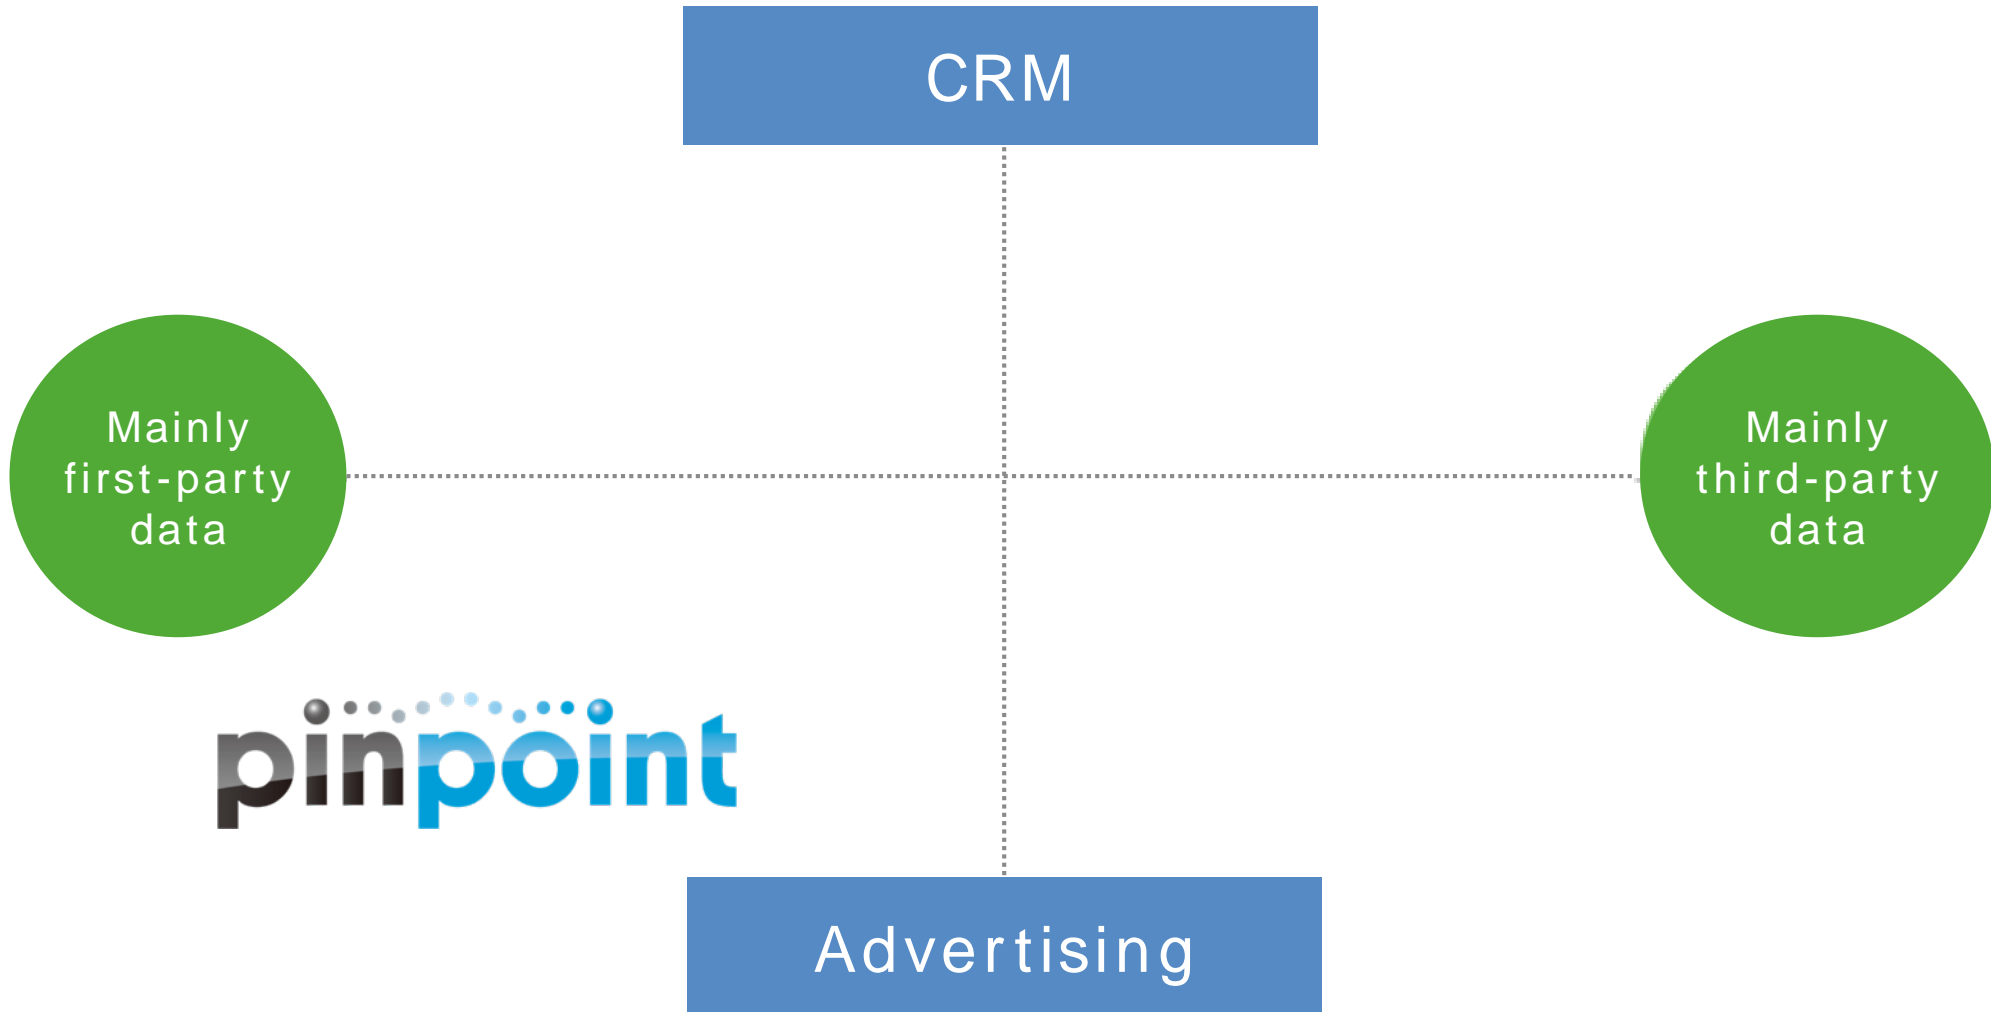 CRM
Mainly
first-party
data
Mainly
third-party
data
pinpoint
Advertising